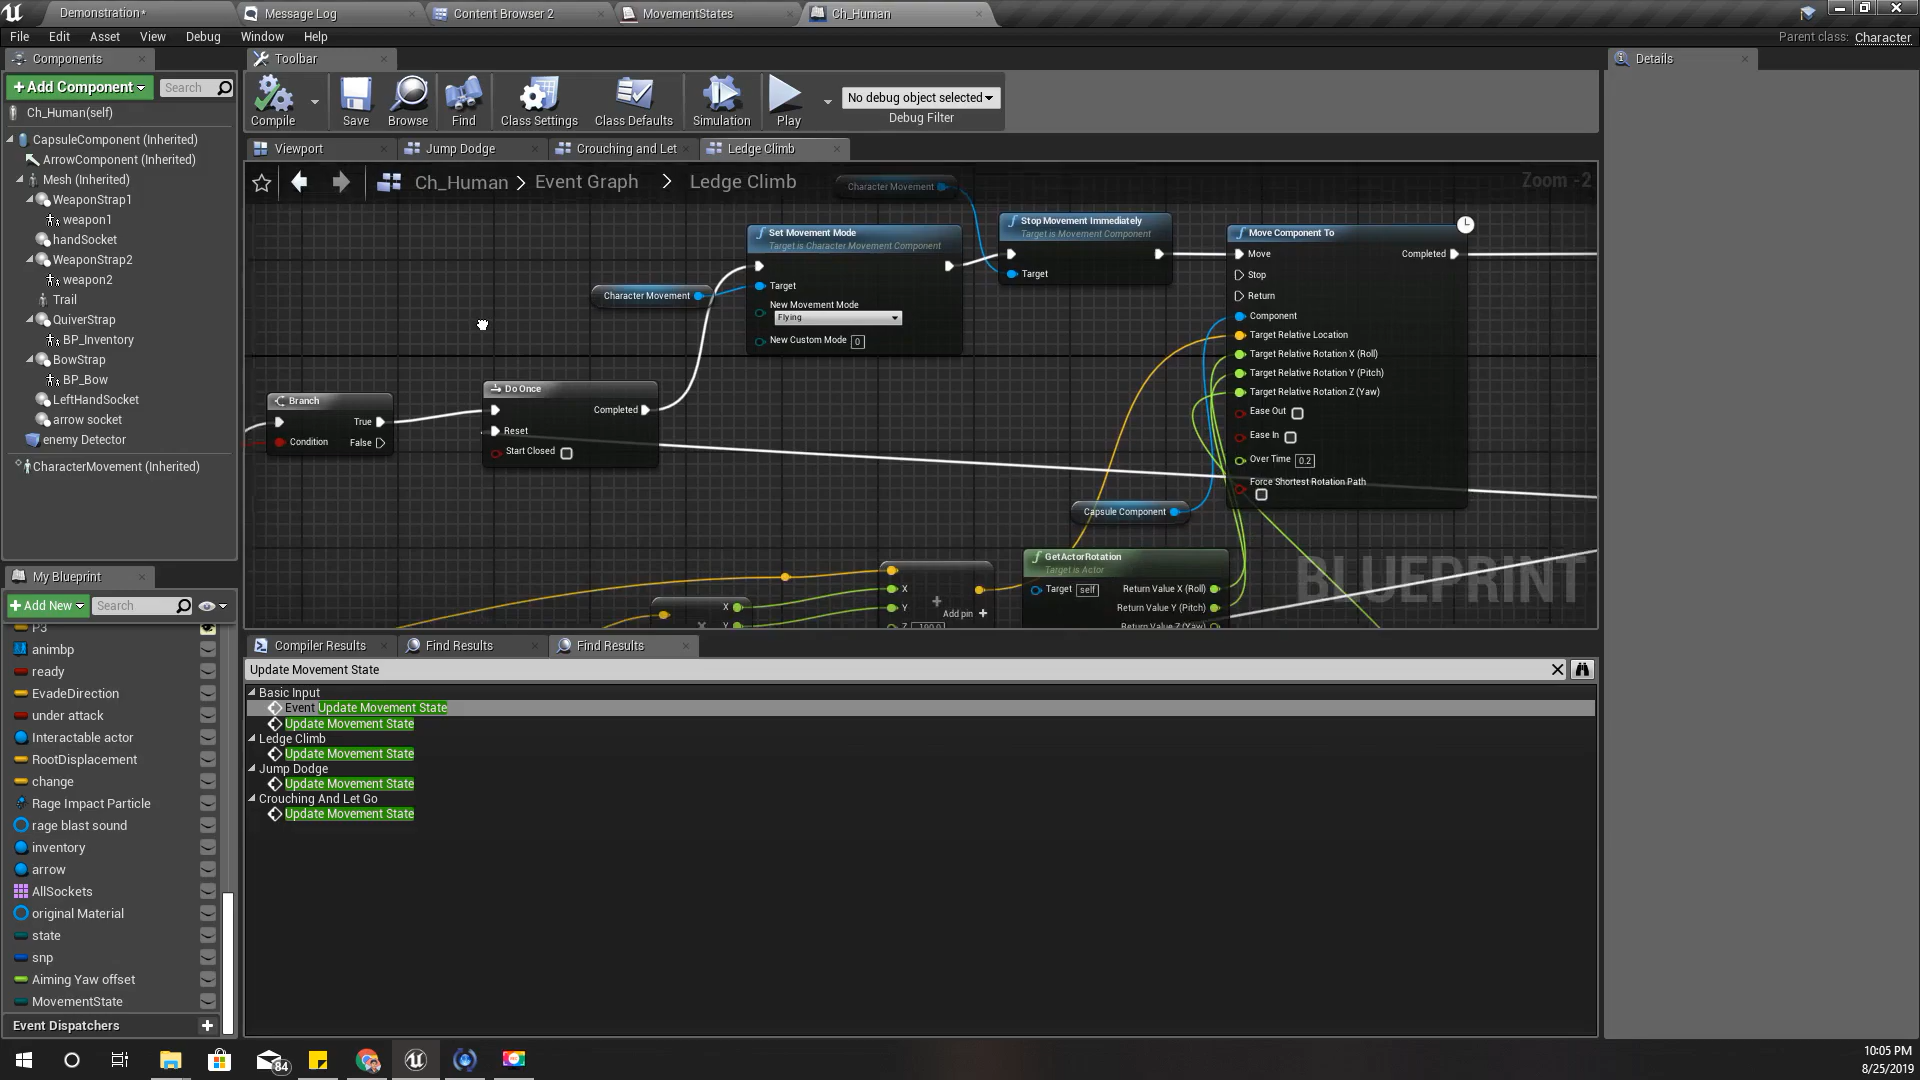 Demonstration*
Message Log
Content Browser 2
MovementStates
Ch_Human
File Edit Asset View Debug Window Help
Parent class: Character
Components
Toolbar
Details
+Add Component
Search
Ch_Human(self)
CapsuleComponent (Inherited)
ArrowComponent (Inherited)
Mesh (Inherited)
WeaponStrap1
weapon1
handSocket
WeaponStrap2
weapon2
Trail
QuiverStrap
BP_Inventory
BowStrap
BP_Bow
LeftHandSocket
arrow socket
enemy Detector
CharacterMovement (Inherited)
Compile
Save
Browse
Find
Class Settings
Class Defaults
Simulation
Play
No debug object selected
Debug Filter
Viewport
Jump Dodge
Crouching and Let
Ledge Climb
Ch_Human > Event Graph > Ledge Climb
Zoom -2
Character Movement
Set Movement Mode
Target is Character Movement Component
Target
New Movement Mode
Flying
New Custom Mode 0
Character Movement
Stop Movement Immediately
Target is Movement Component
Target
Move Component To
Move
Completed
Stop
Return
Component
Target Relative Location
Target Relative Rotation X (Roll)
Target Relative Rotation Y (Pitch)
Target Relative Rotation Z (Yaw)
Ease Out
Ease In
Over Time 0.2
Force Shortest Rotation Path
Branch
True
Condition
False
Do Once
Completed
Reset
Start Closed
Capsule Component
GetActorRotation
Target is Actor
Target self
Return Value X (Roll)
Return Value Y (Pitch)
Return Value Z (Yaw)
X
Y
X
Y
Z 190.0
Add pin +
BLUEPRINT
My Blueprint
+Add New
Search
P3
animbp
ready
EvadeDirection
under attack
Interactable actor
RootDisplacement
change
Rage Impact Particle
rage blast sound
inventory
arrow
AllSockets
original Material
state
snp
Aiming Yaw offset
MovementState
Event Dispatchers
Compiler Results
Find Results
Find Results
Update Movement State
Basic Input
Event Update Movement State
Update Movement State
Ledge Climb
Update Movement State
Jump Dodge
Update Movement State
Crouching And Let Go
Update Movement State
84
10:05 PM
8/25/2019